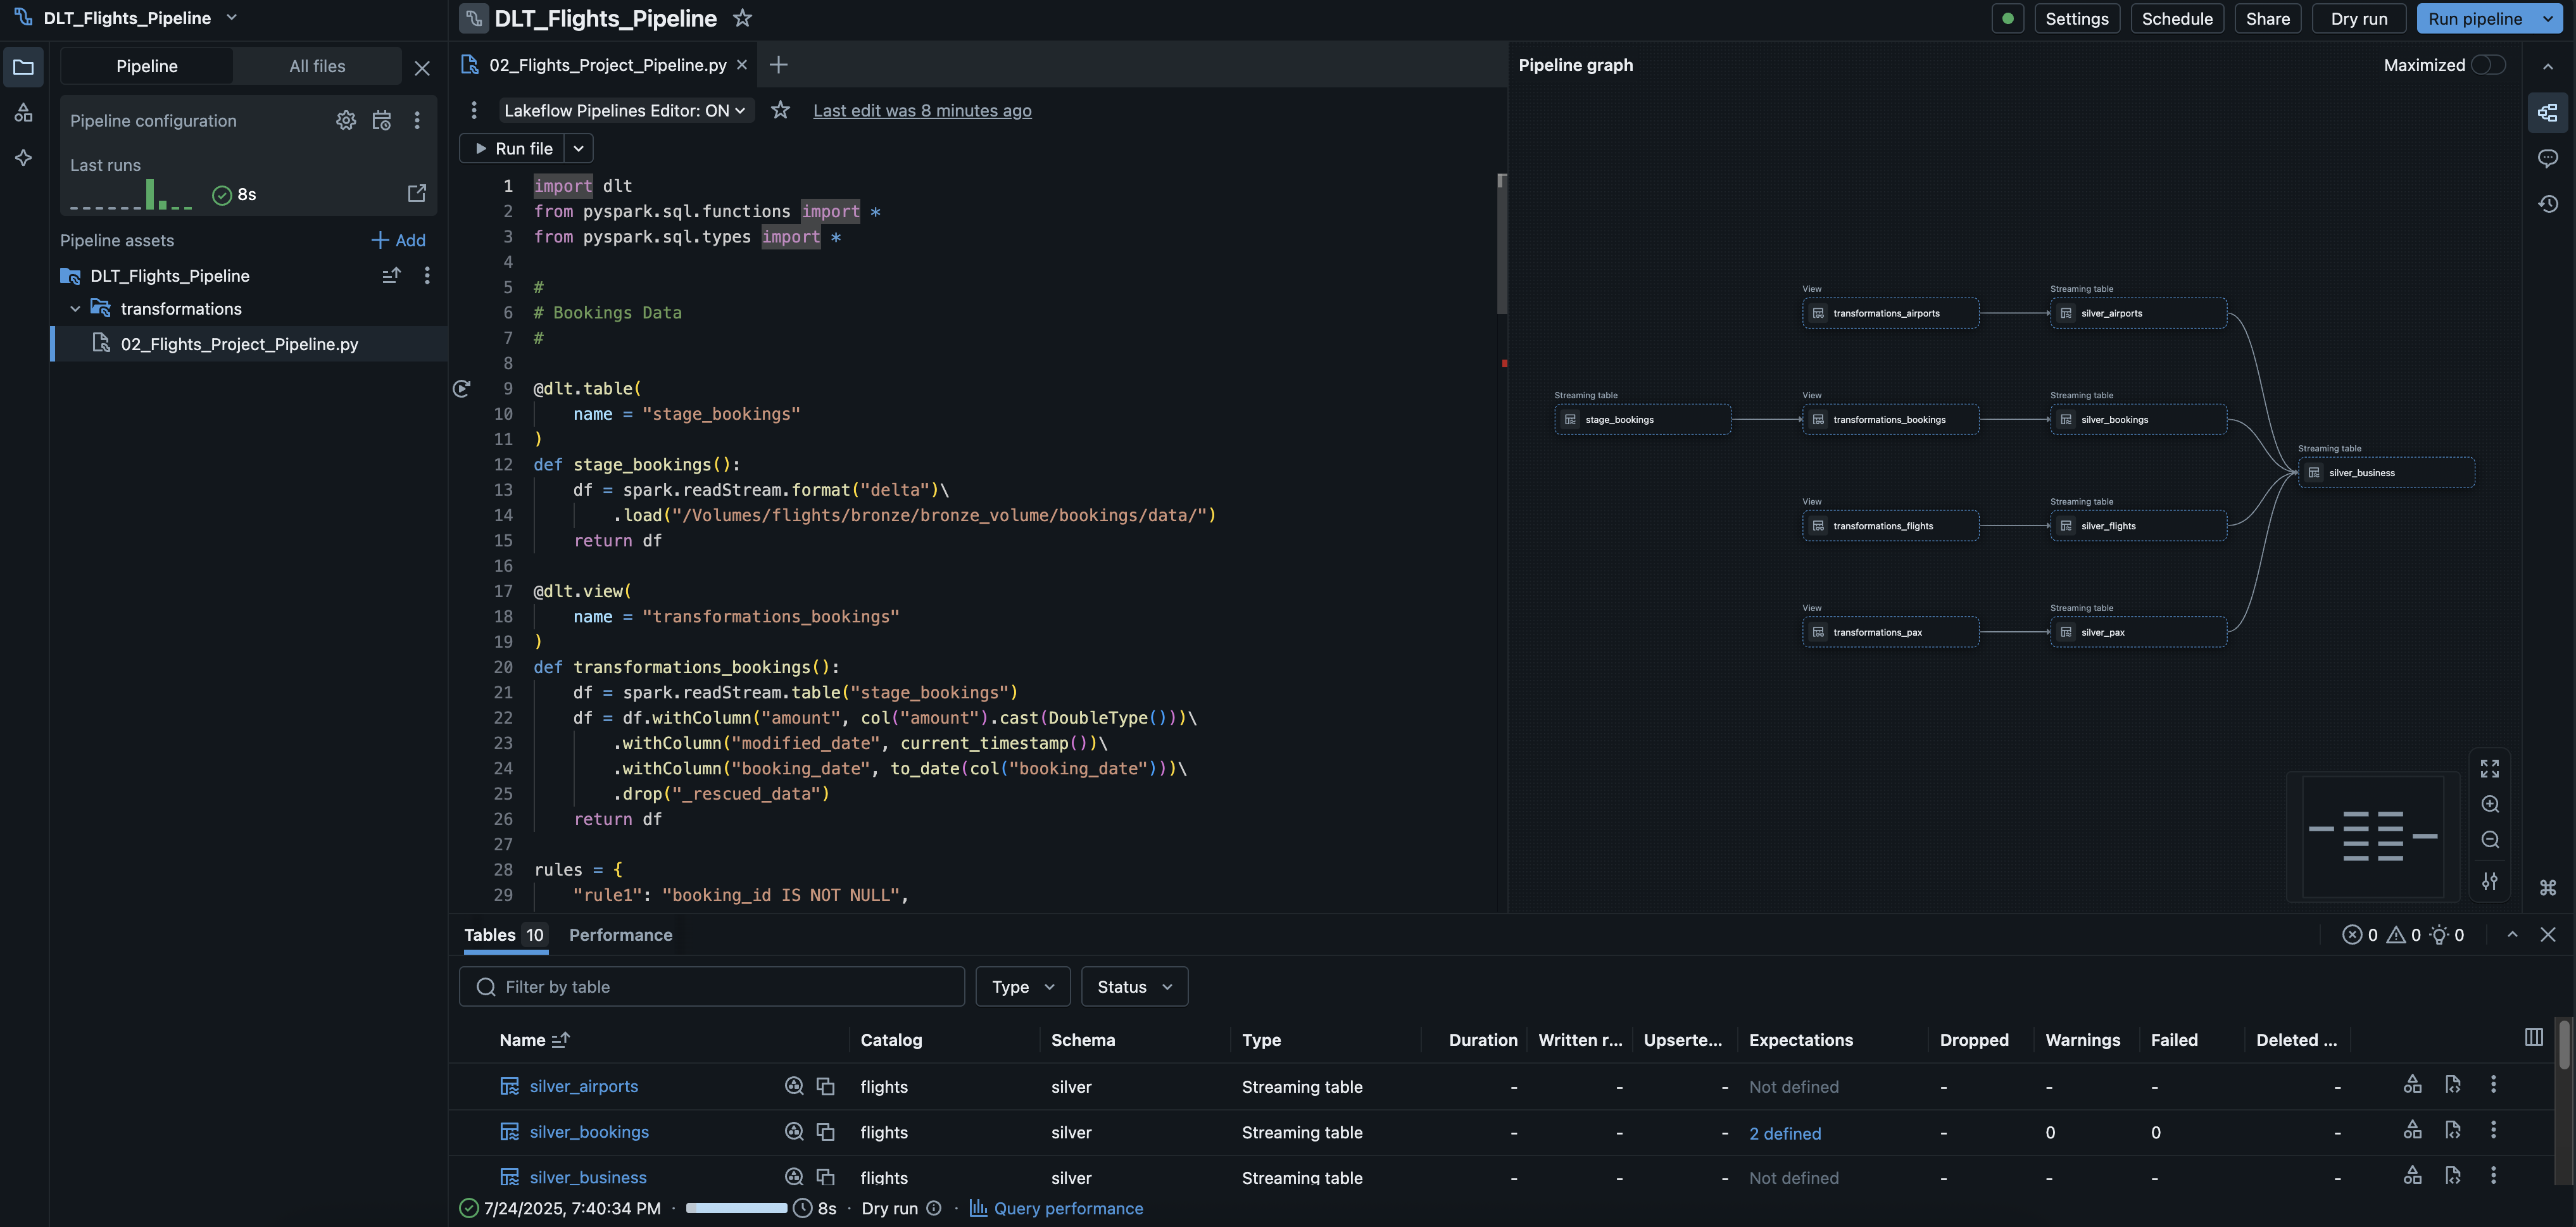 DLT_Flights_Pipeline
DLT_Flights_Pipeline
Settings
Schedule
Share
Dry run
Run pipeline
Pipeline
All files
02_Flights_Project_Pipeline.py
Pipeline graph
Maximized
Pipeline configuration
Lakeflow Pipelines Editor: ON
Last edit was 8 minutes ago
Last runs
8s
Run file
Pipeline assets
Add
DLT_Flights_Pipeline
transformations
02_Flights_Project_Pipeline.py
1 import dlt
2 from pyspark.sql.functions import *
3 from pyspark.sql.types import *
4
5 #
6 # Bookings Data
7 #
8
9 @dlt.table(
10 name = "stage_bookings"
11 )
12 def stage_bookings():
13 df = spark.readStream.format("delta")\
14 .load("/Volumes/flights/bronze/bronze_volume/bookings/data/")
15 return df
16
17 @dlt.view(
18 name = "transformations_bookings"
19 )
20 def transformations_bookings():
21 df = spark.readStream.table("stage_bookings")
22 df = df.withColumn("amount", col("amount").cast(DoubleType()))\
23 .withColumn("modified_date", current_timestamp())\
24 .withColumn("booking_date", to_date(col("booking_date")))\
25 .drop("_rescued_data")
26 return df
27
28 rules = {
29 "rule1": "booking_id IS NOT NULL",
View
transformations_airports
Streaming table
silver_airports
Streaming table
stage_bookings
View
transformations_bookings
Streaming table
silver_bookings
Streaming table
silver_business
View
transformations_flights
Streaming table
silver_flights
View
transformations_pax
Streaming table
silver_pax
Tables 10
Performance
0 0 0
Filter by table
Type
Status
Name Catalog Schema Type Duration Written r... Upserte... Expectations Dropped Warnings Failed Deleted ...
silver_airports flights silver Streaming table - - - Not defined - - - -
silver_bookings flights silver Streaming table - - - 2 defined - 0 0 -
silver_business flights silver Streaming table - - - Not defined - - - -
7/24/2025, 7:40:34 PM · 8s · Dry run · Query performance